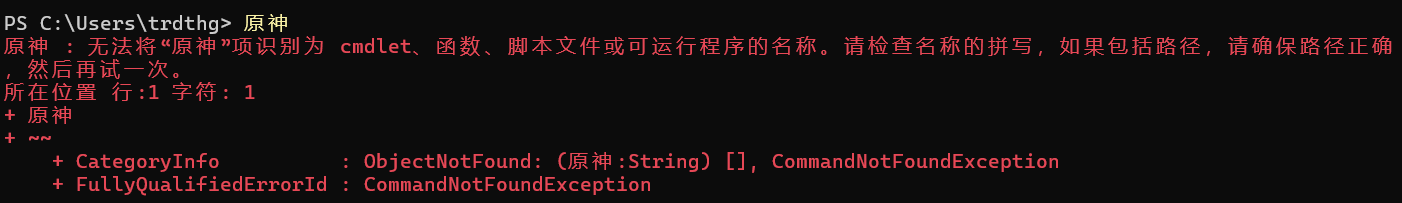 PS C:\Users\trdthg> 原神
原神 : 无法将“原神”项识别为 cmdlet、函数、脚本文件或可运行程序的名称。请检查名称的拼写，如果包括路径，请确保路径正确
，然后再试一次。
所在位置 行:1 字符: 1
+ 原神
+ ~~
    + CategoryInfo          : ObjectNotFound: (原神:String) [], CommandNotFoundException
    + FullyQualifiedErrorId : CommandNotFoundException